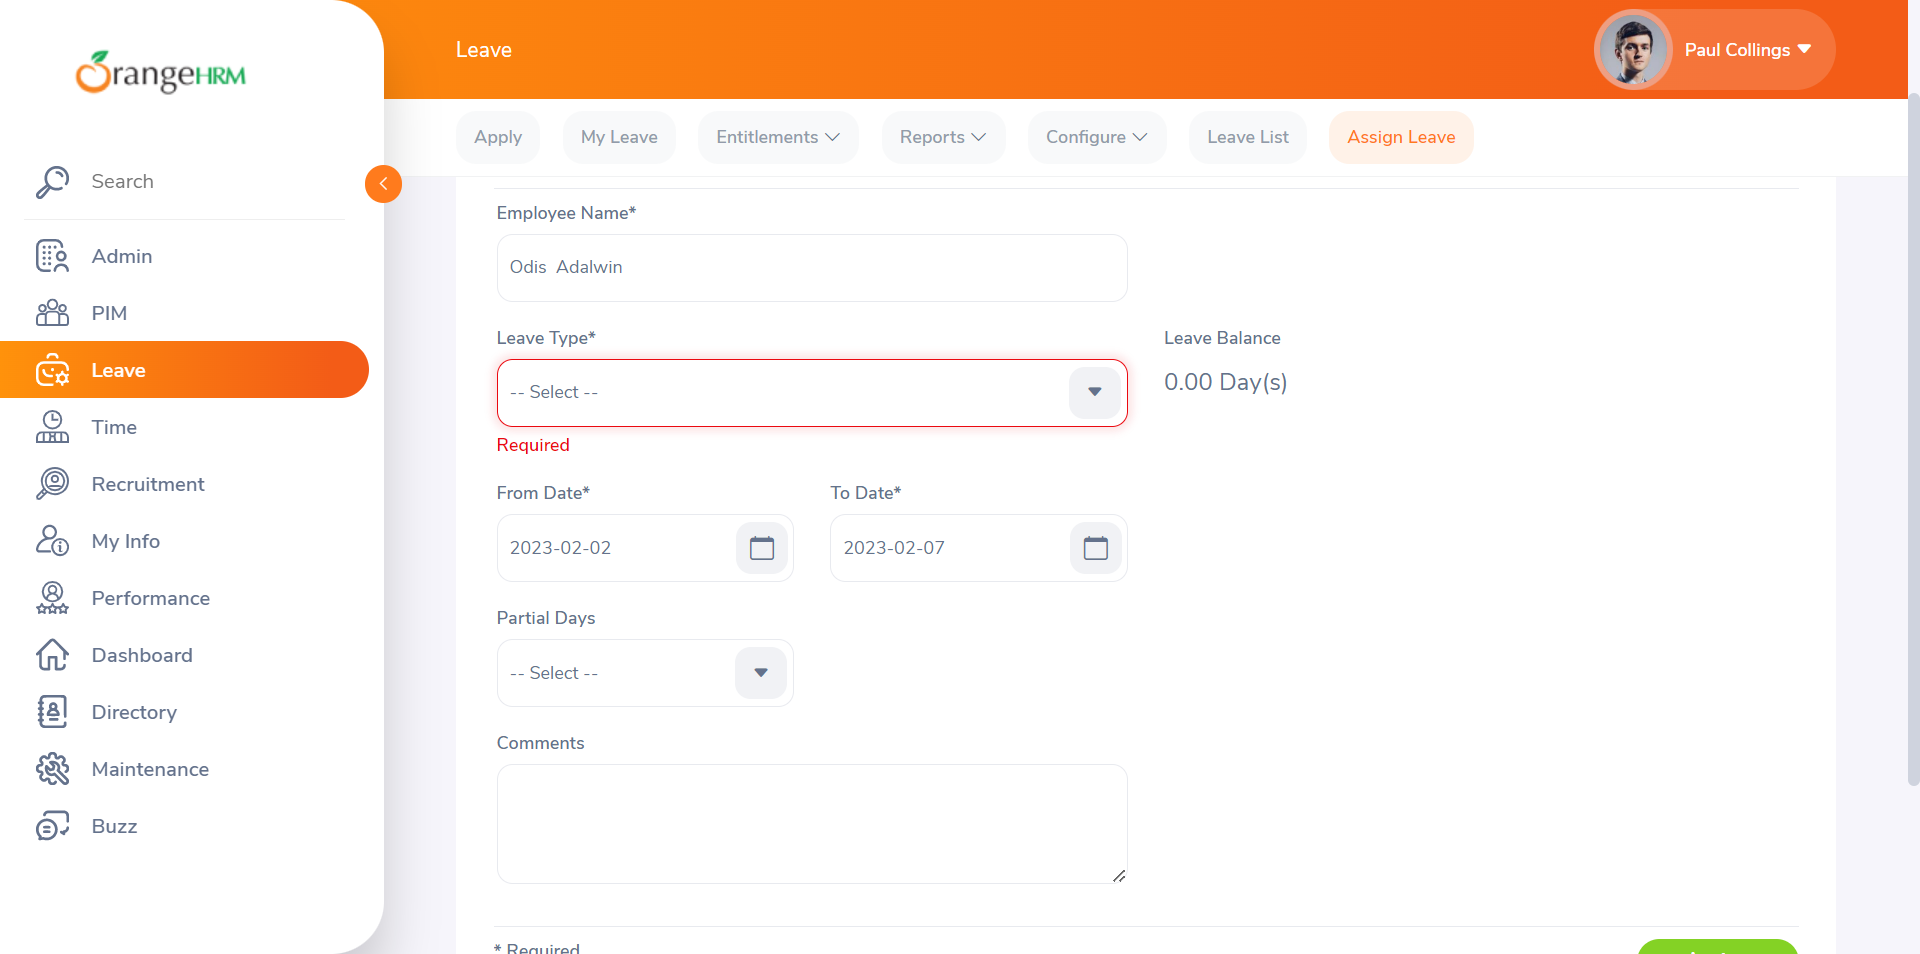 OrangeHRM
Leave
Paul Collings
Apply
My Leave
Entitlements
Reports
Configure
Leave List
Assign Leave
Search
Admin
PIM
Leave
Time
Recruitment
My Info
Performance
Dashboard
Directory
Maintenance
Buzz
Employee Name*
Odis  Adalwin
Leave Type*
-- Select --
Required
Leave Balance
0.00 Day(s)
From Date*
2023-02-02
To Date*
2023-02-07
Partial Days
-- Select --
Comments
* Required